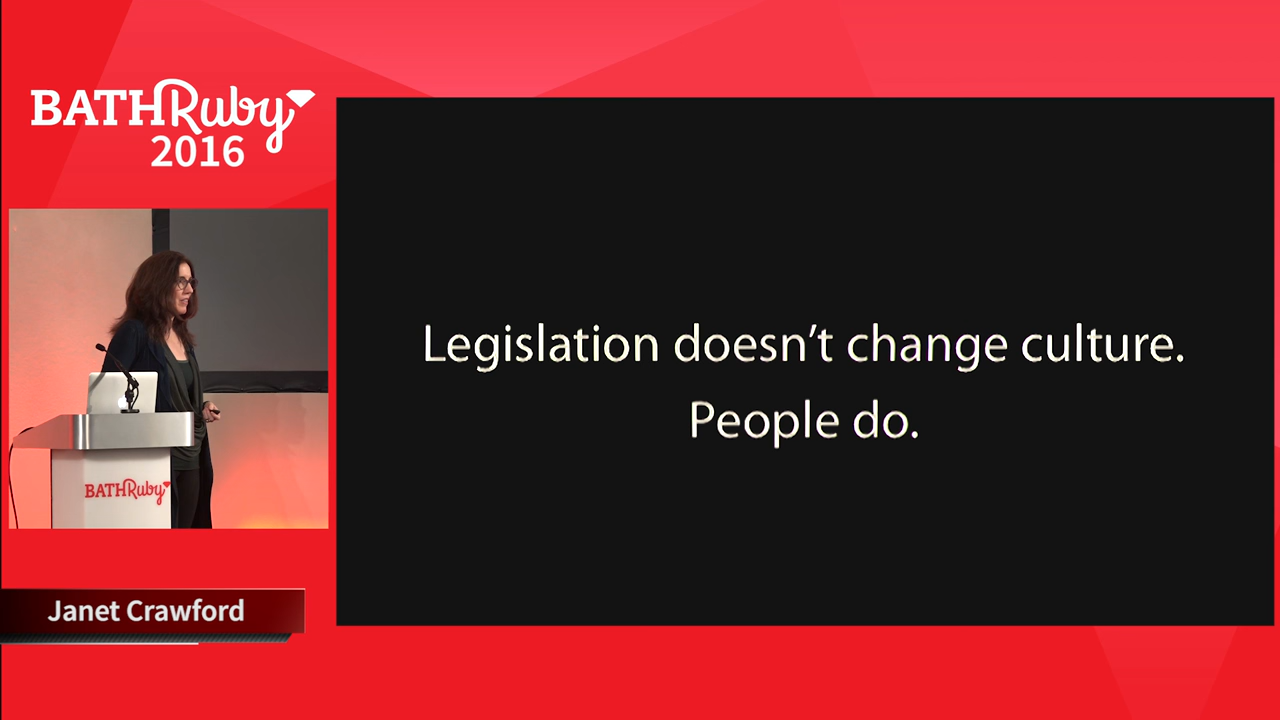 BATHRuby
2016
Legislation doesn’t change culture.
People do.
BATHRuby
Janet Crawford